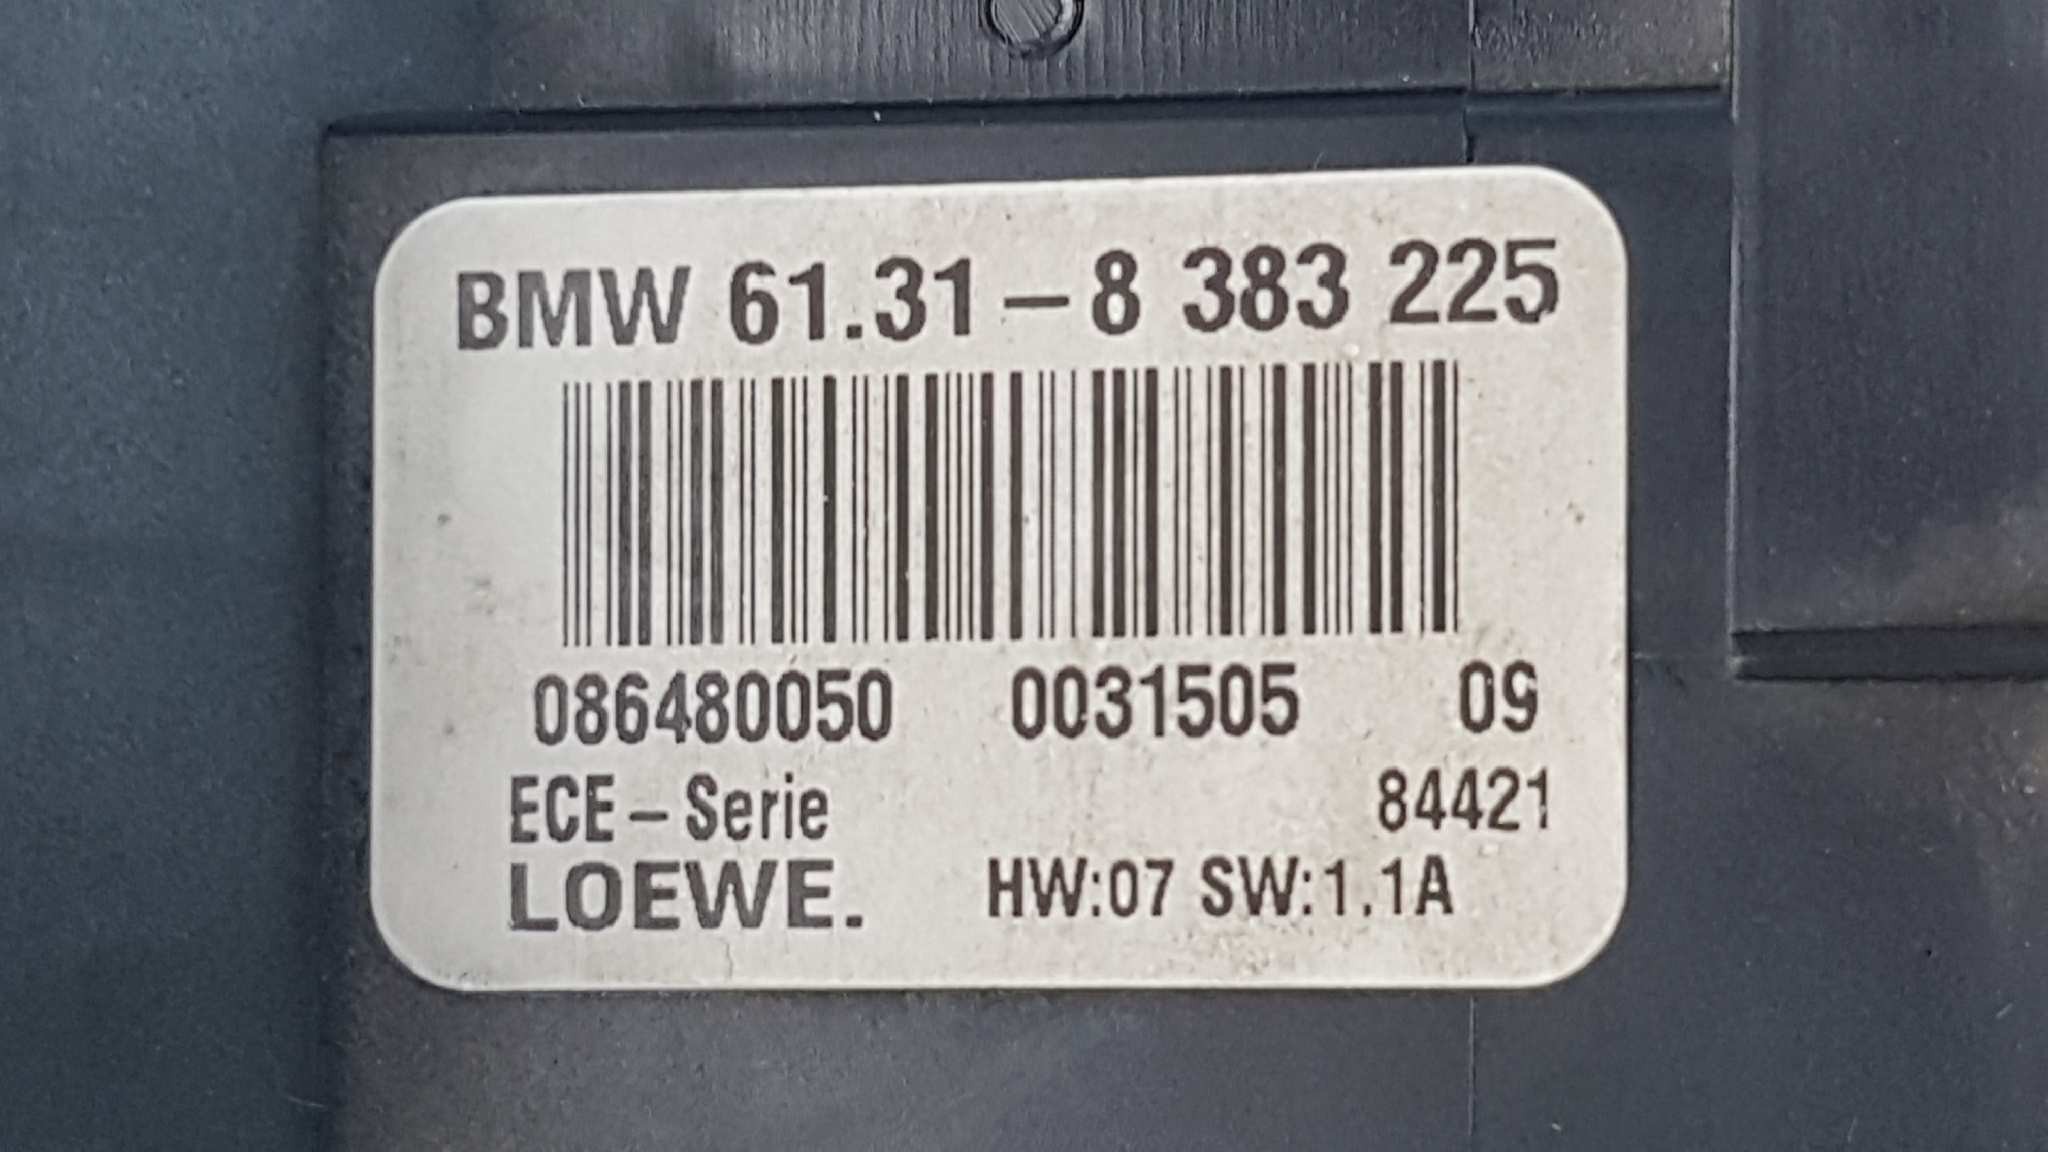 BMW 61.31-8 383 225
086480050 0031505 09
ECE-Serie 84421
LOEWE. HW:07 SW:1.1A